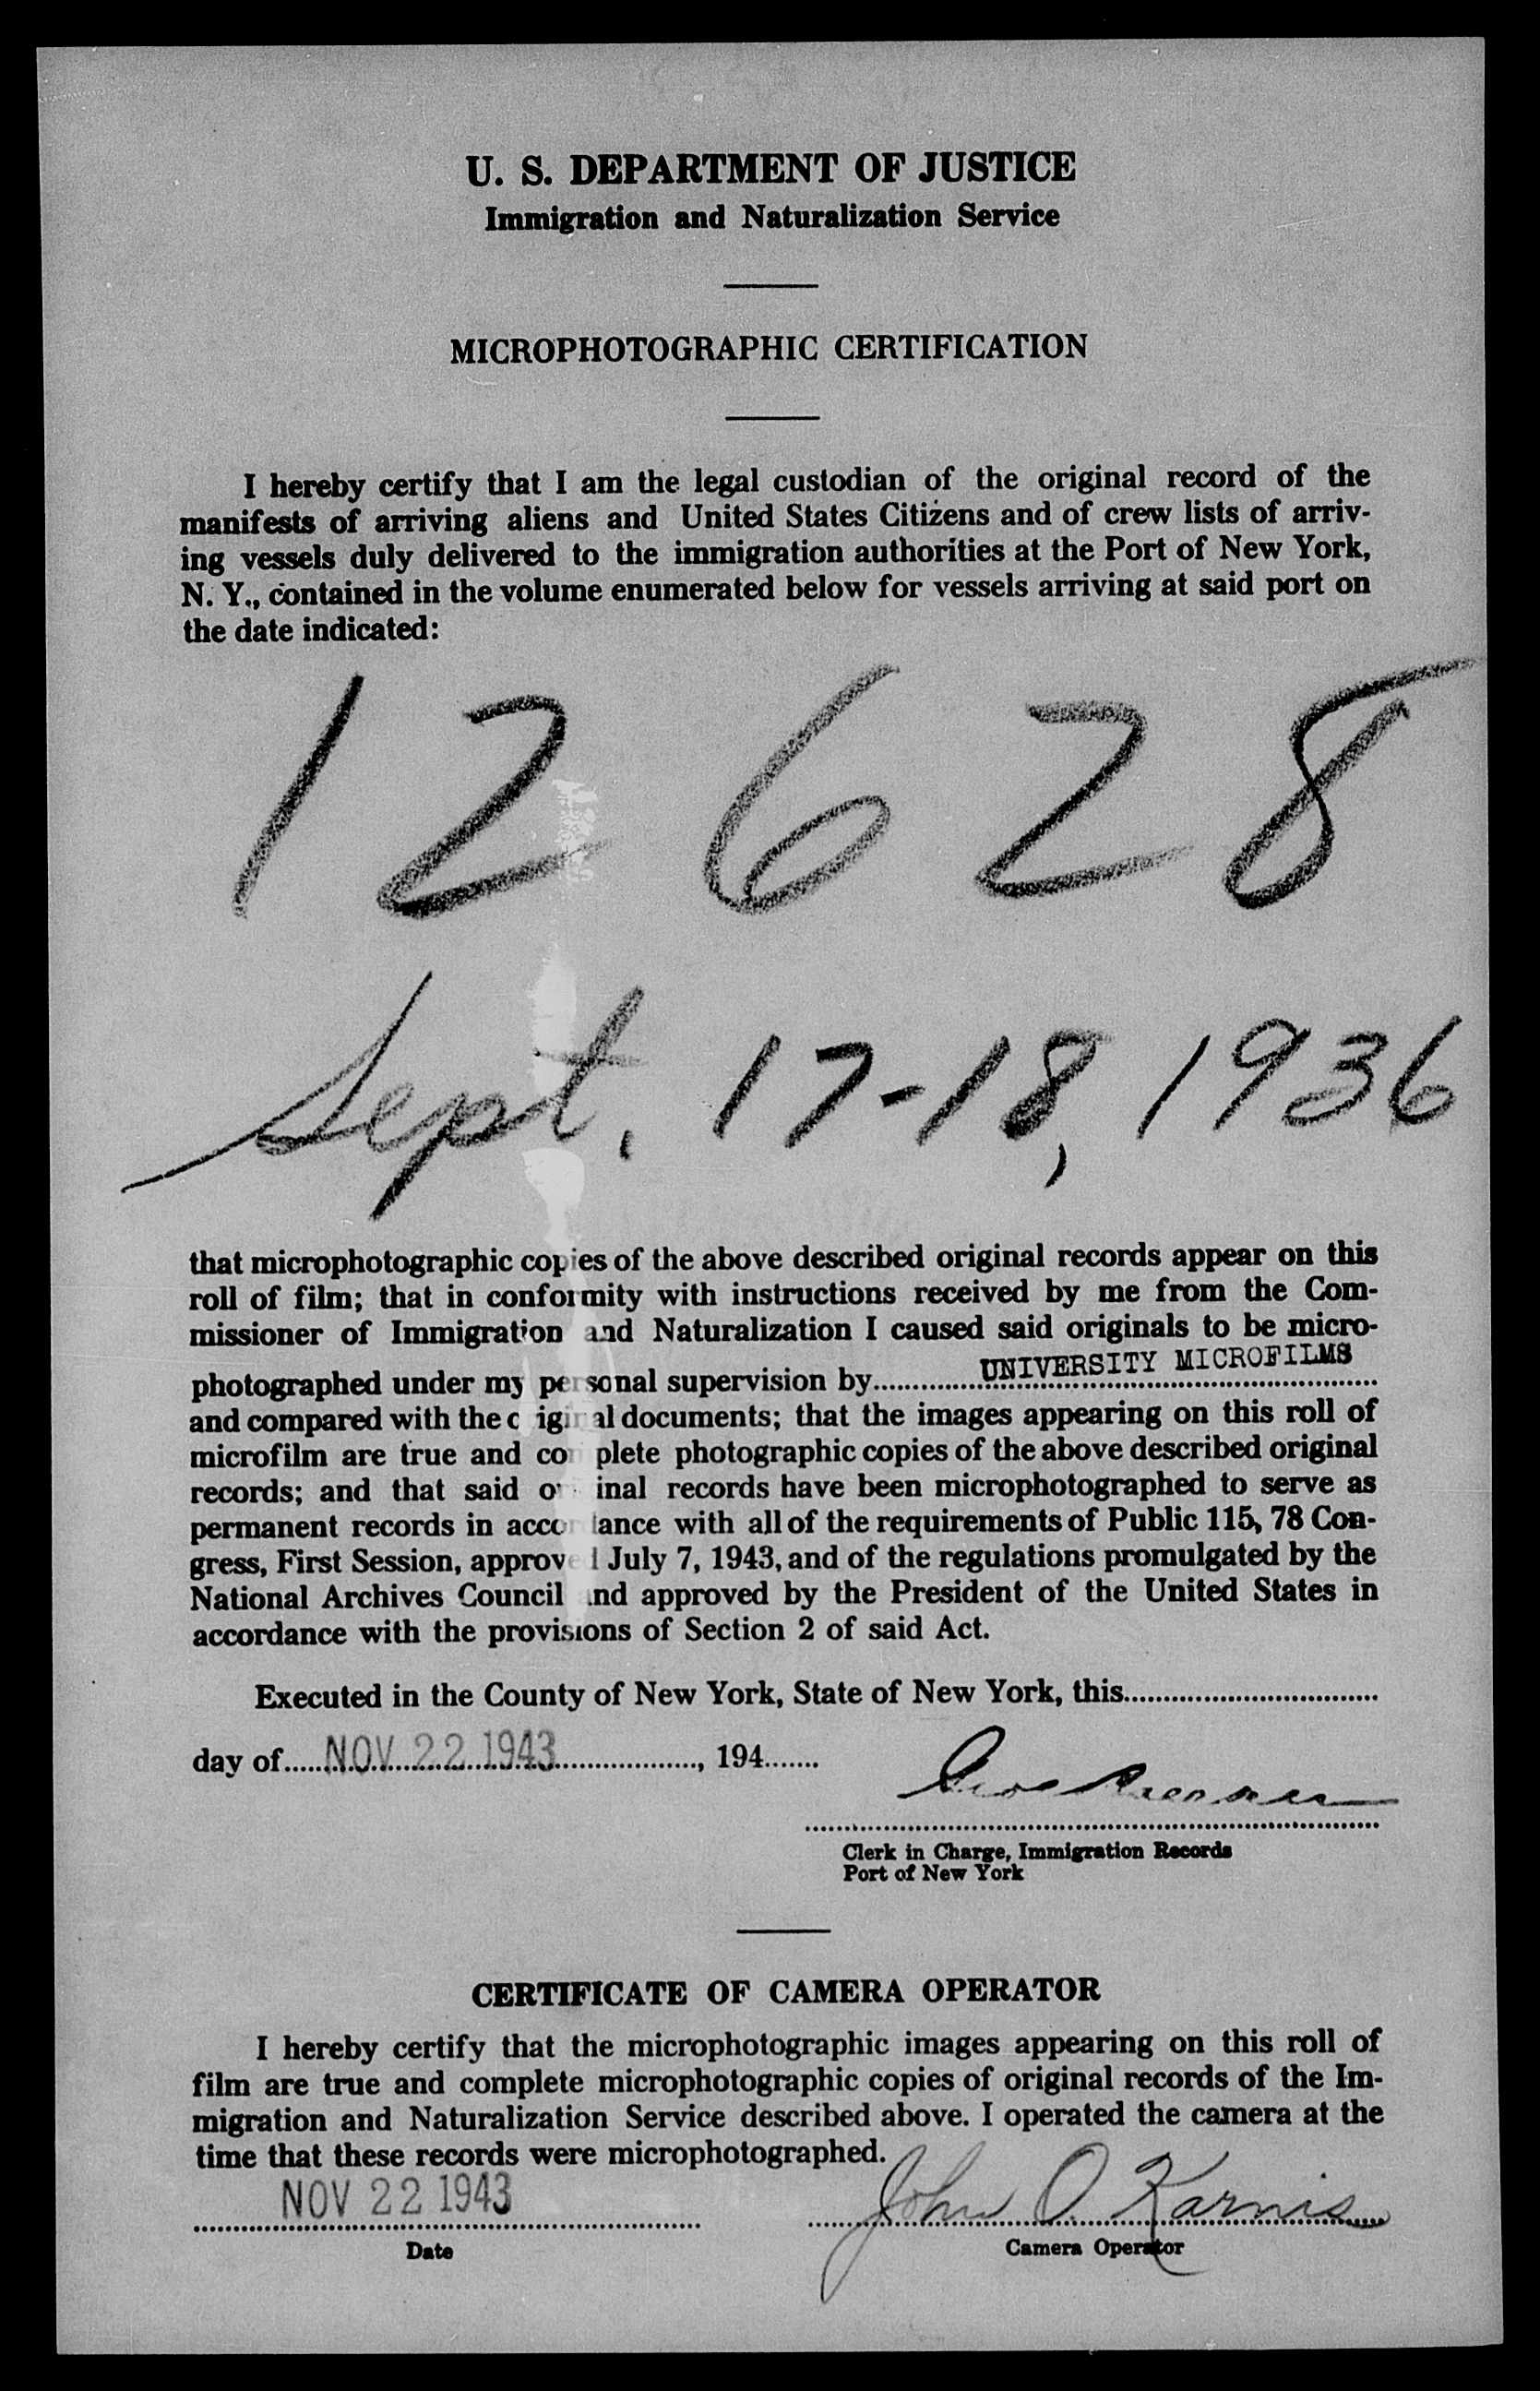 U. S. DEPARTMENT OF JUSTICE
Immigration and Naturalization Service
MICROPHOTOGRAPHIC CERTIFICATION
I hereby certify that I am the legal custodian of the original record of the
manifests of arriving aliens and United States Citizens and of crew lists of arriv-
ing vessels duly delivered to the immigration authorities at the Port of New York,
N. Y., contained in the volume enumerated below for vessels arriving at said port on
the date indicated:
12628
Sept. 17-18, 1936
that microphotographic copies of the above described original records appear on this
roll of film; that in conformity with instructions received by me from the Com-
missioner of Immigration and Naturalization I caused said originals to be micro-
photographed under my personal supervision by UNIVERSITY MICROFILMS
and compared with the original documents; that the images appearing on this roll of
microfilm are true and complete photographic copies of the above described original
records; and that said original records have been microphotographed to serve as
permanent records in accordance with all of the requirements of Public 115, 78 Con-
gress, First Session, approved July 7, 1943, and of the regulations promulgated by the
National Archives Council and approved by the President of the United States in
accordance with the provisions of Section 2 of said Act.
Executed in the County of New York, State of New York, this
day of NOV 22 1943, 194
Clerk in Charge, Immigration Records
Port of New York
CERTIFICATE OF CAMERA OPERATOR
I hereby certify that the microphotographic images appearing on this roll of
film are true and complete microphotographic copies of original records of the Im-
migration and Naturalization Service described above. I operated the camera at the
time that these records were microphotographed.
NOV 22 1943 John O. Karnis
Date Camera Operator